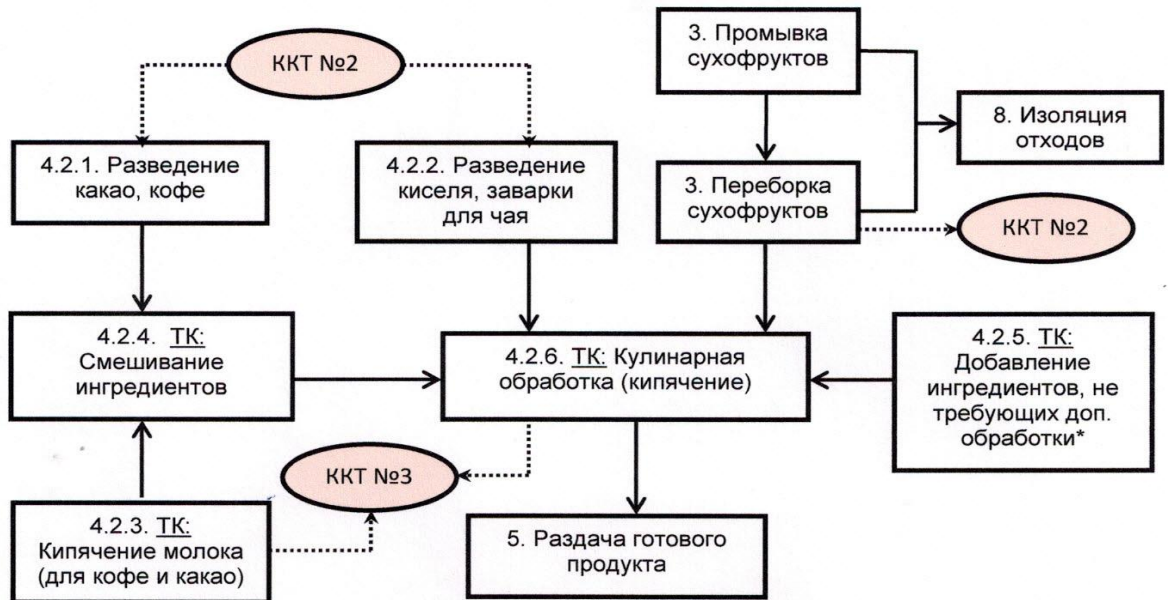 3. Промывка
сухофруктов
ККТ №2
8. Изоляция
отходов
4.2.1. Разведение
какао, кофе
4.2.2. Разведение
киселя, заварки
для чая
3. Переборка
сухофруктов
ККТ №2
4.2.4. ТК:
Смешивание
ингредиентов
4.2.6. ТК: Кулинарная
обработка (кипячение)
4.2.5. ТК:
Добавление
ингредиентов, не
требующих доп.
обработки*
ККТ №3
4.2.3. ТК:
Кипячение молока
(для кофе и какао)
5. Раздача готового
продукта